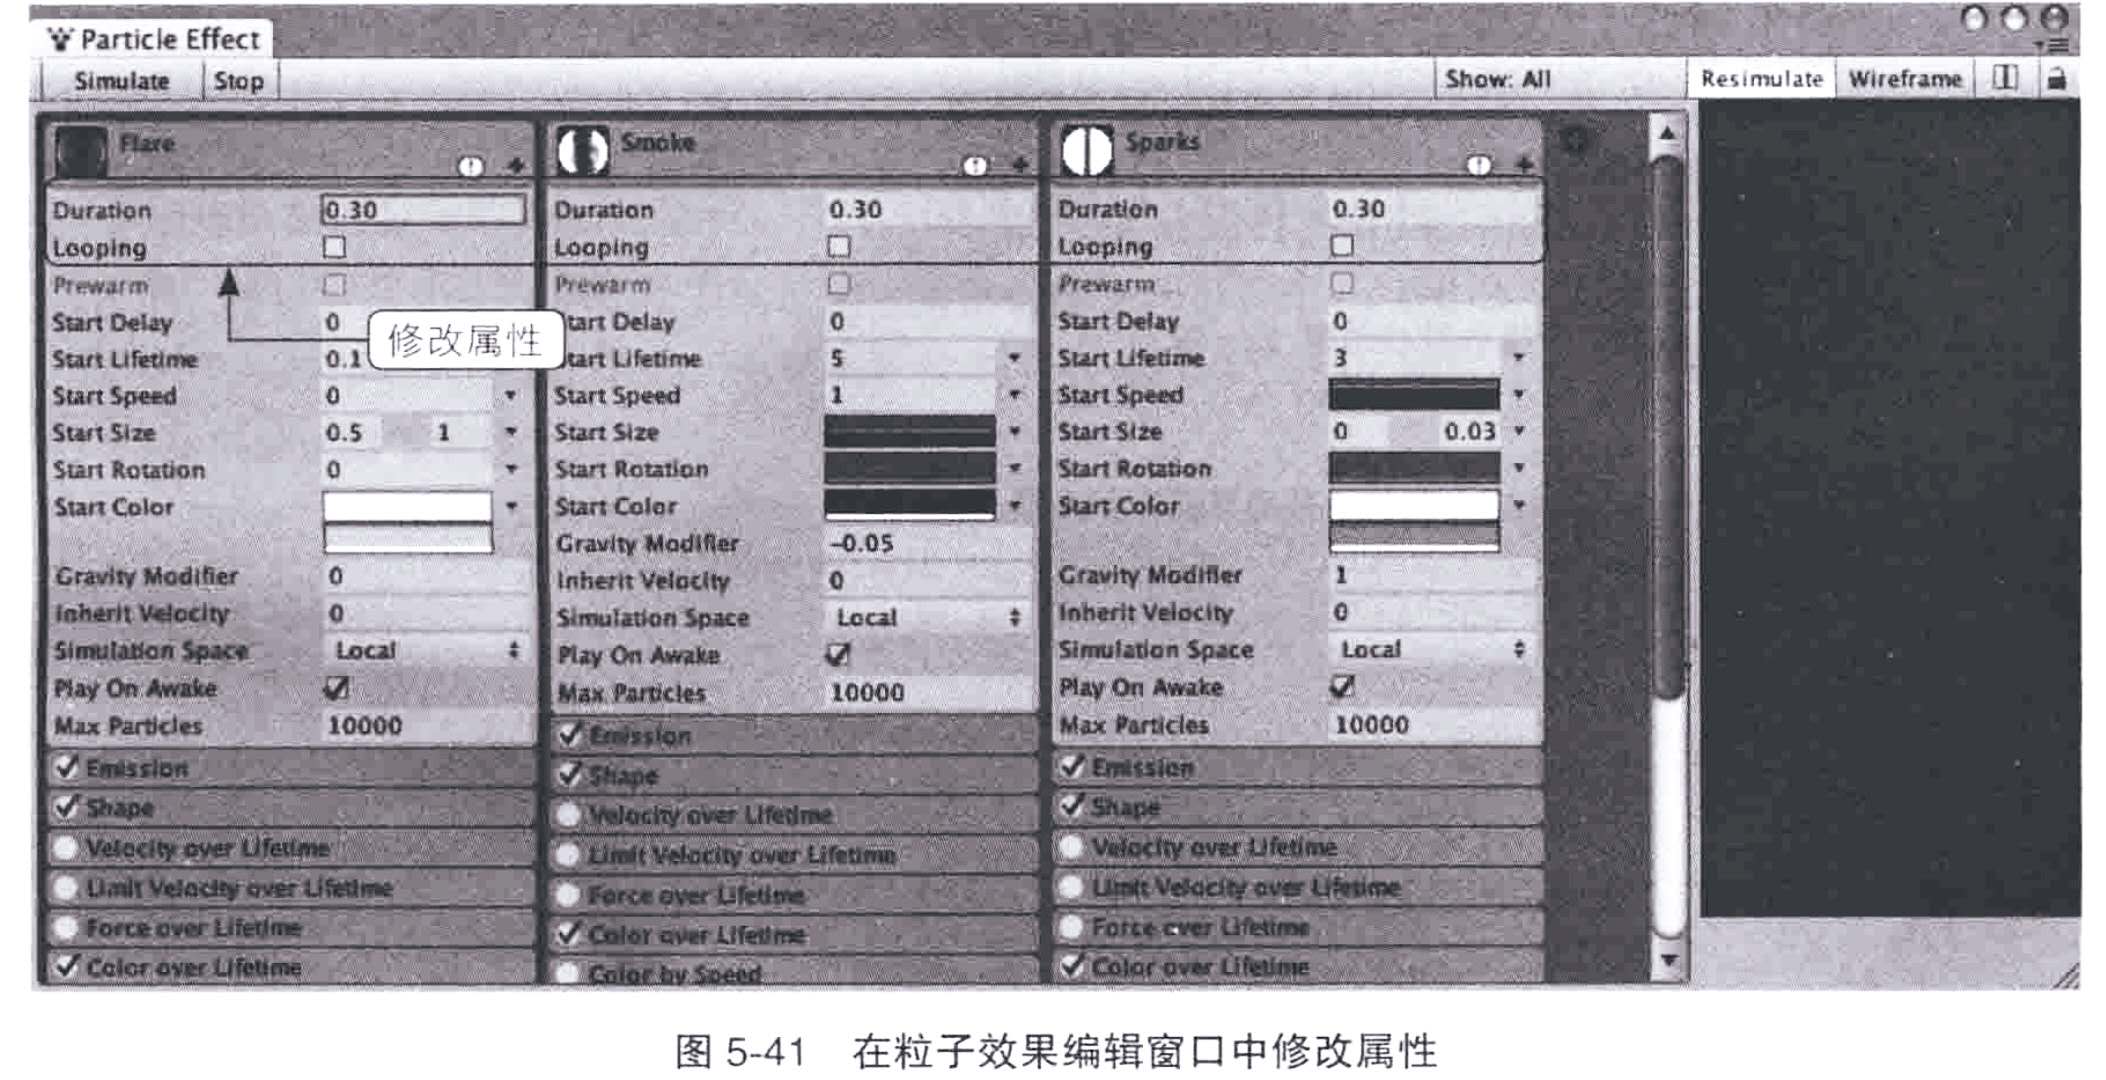 Particle Effect
Simulate Stop Show: All Resimulate Wireframe
Flare
Duration 0.30
Looping
Prewarm
Start Delay 0
Start Lifetime 0.1
Start Speed 0
Start Size 0.5 1
Start Rotation 0
Start Color
Gravity Modifier 0
Inherit Velocity 0
Simulation Space Local
Play On Awake
Max Particles 10000
Emission
Shape
Velocity over Lifetime
Limit Velocity over Lifetime
Force over Lifetime
Color over Lifetime
修改属性
Smoke
Duration 0.30
Looping
Prewarm
tart Delay 0
tart Lifetime 5
Start Speed 1
Start Size
Start Rotation
Start Color
Gravity Modifier -0.05
Inherit Velocity 0
Simulation Space Local
Play On Awake
Max Particles 10000
Emission
Shape
Velocity over Lifetime
Limit Velocity over Lifetime
Force over Lifetime
Color over Lifetime
Color by Speed
Sparks
Duration 0.30
Looping
Prewarm
Start Delay 0
Start Lifetime 3
Start Speed
Start Size 0 0.03
Start Rotation
Start Color
Gravity Modifier 1
Inherit Velocity 0
Simulation Space Local
Play On Awake
Max Particles 10000
Emission
Shape
Velocity over Lifetime
Limit Velocity over Lifetime
Force over Lifetime
Color over Lifetime
图 5-41 在粒子效果编辑窗口中修改属性